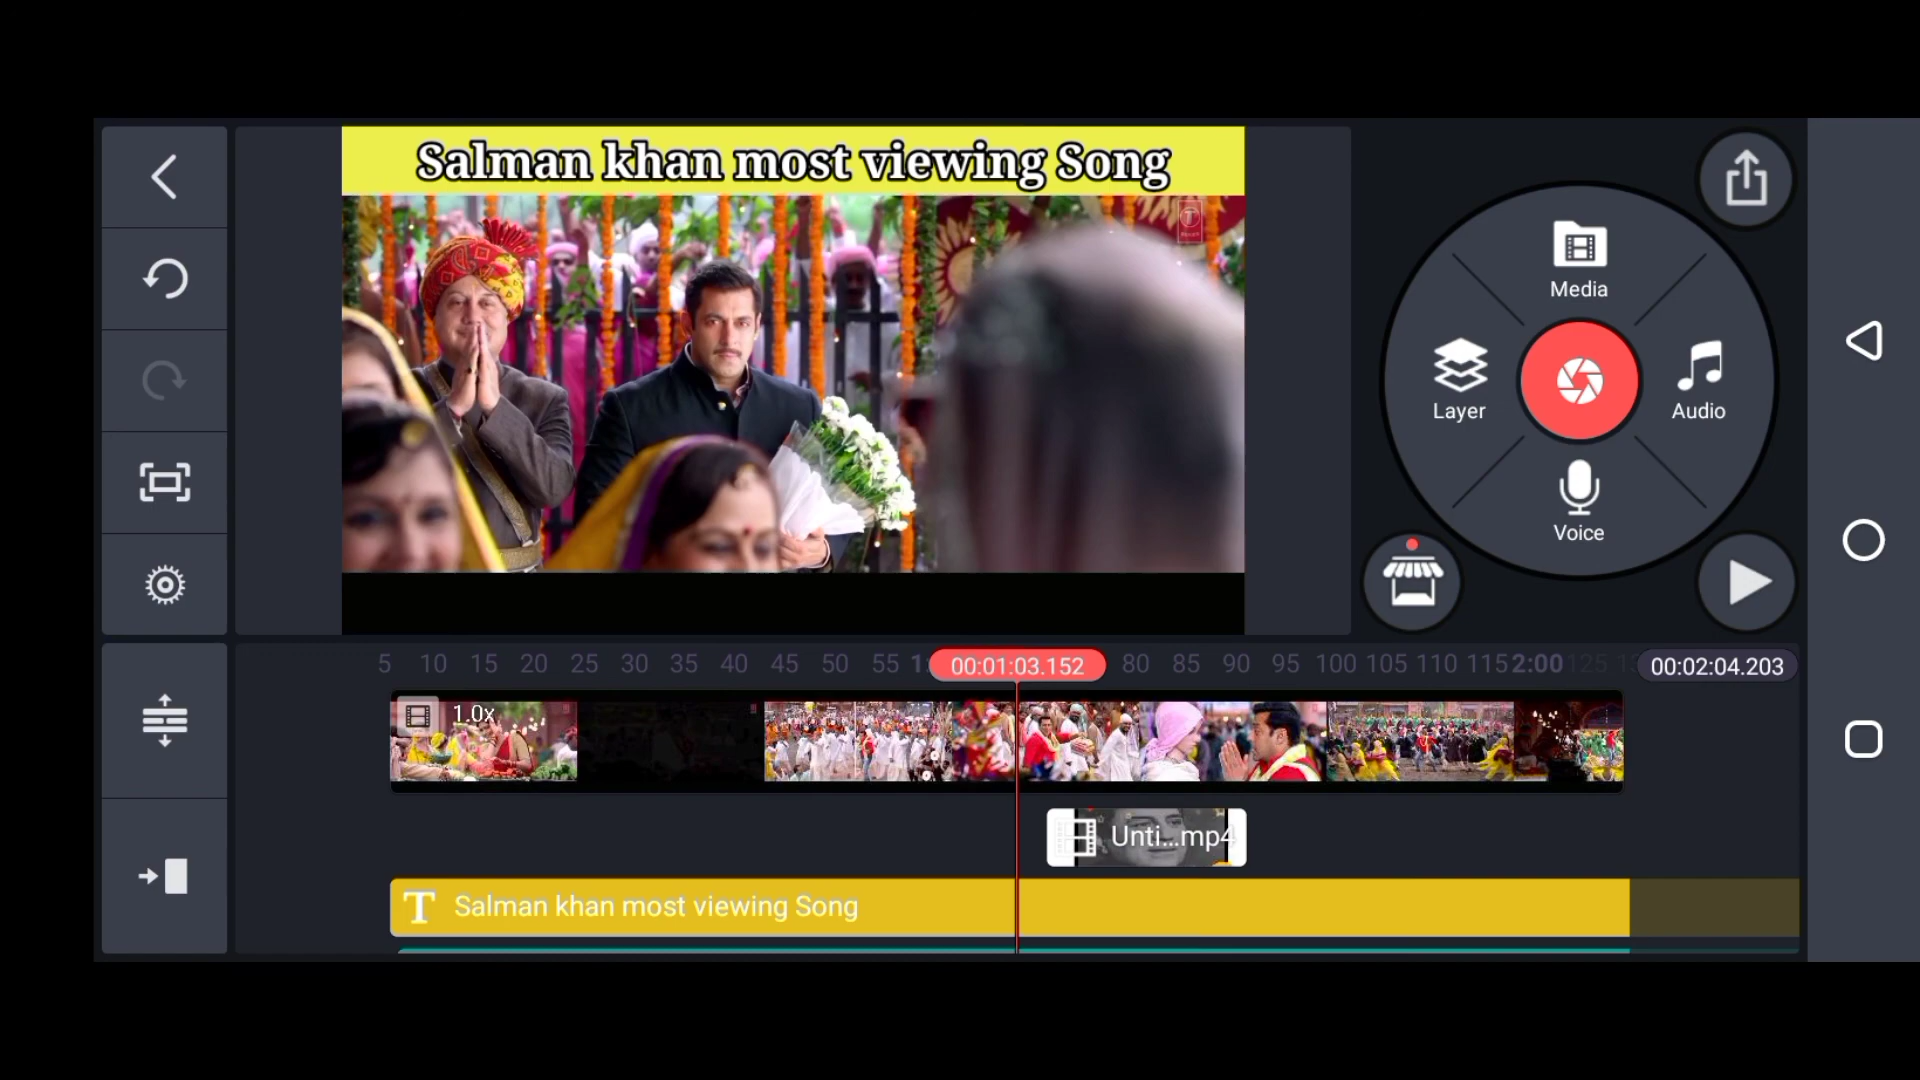 Salman khan most viewing Song
Media
Layer
Audio
Voice
5 10 15 20 25 30 35 40 45 50 55 1: 00:01:03.152 80 85 90 95 100 105 110 115 2:00 125 00:02:04.203
1.0x
Unti...mp4
T Salman khan most viewing Song